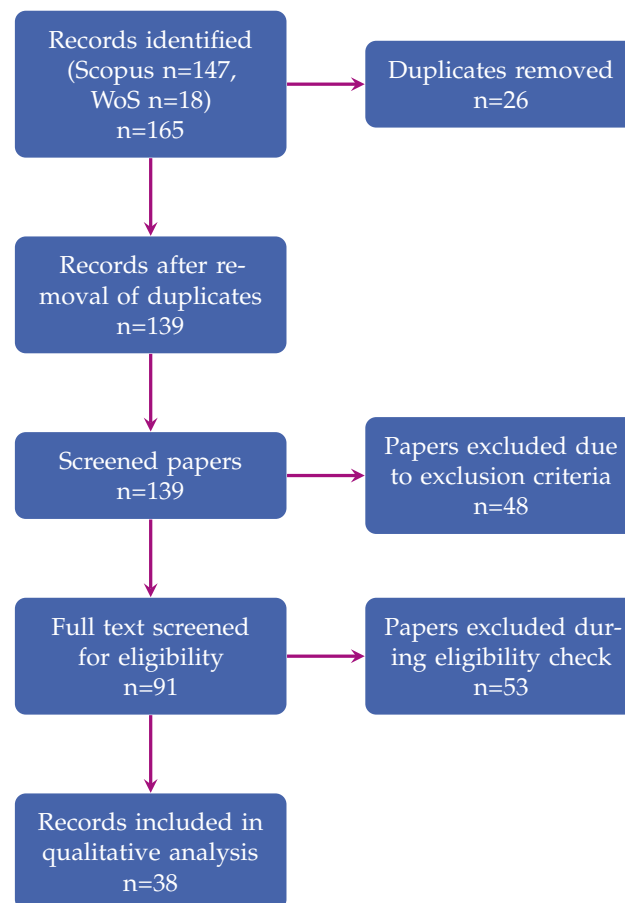 Records identified
(Scopus n=147,
WoS n=18)
n=165
Duplicates removed
n=26
Records after re-
moval of duplicates
n=139
Screened papers
n=139
Papers excluded due
to exclusion criteria
n=48
Full text screened
for eligibility
n=91
Papers excluded dur-
ing eligibility check
n=53
Records included in
qualitative analysis
n=38